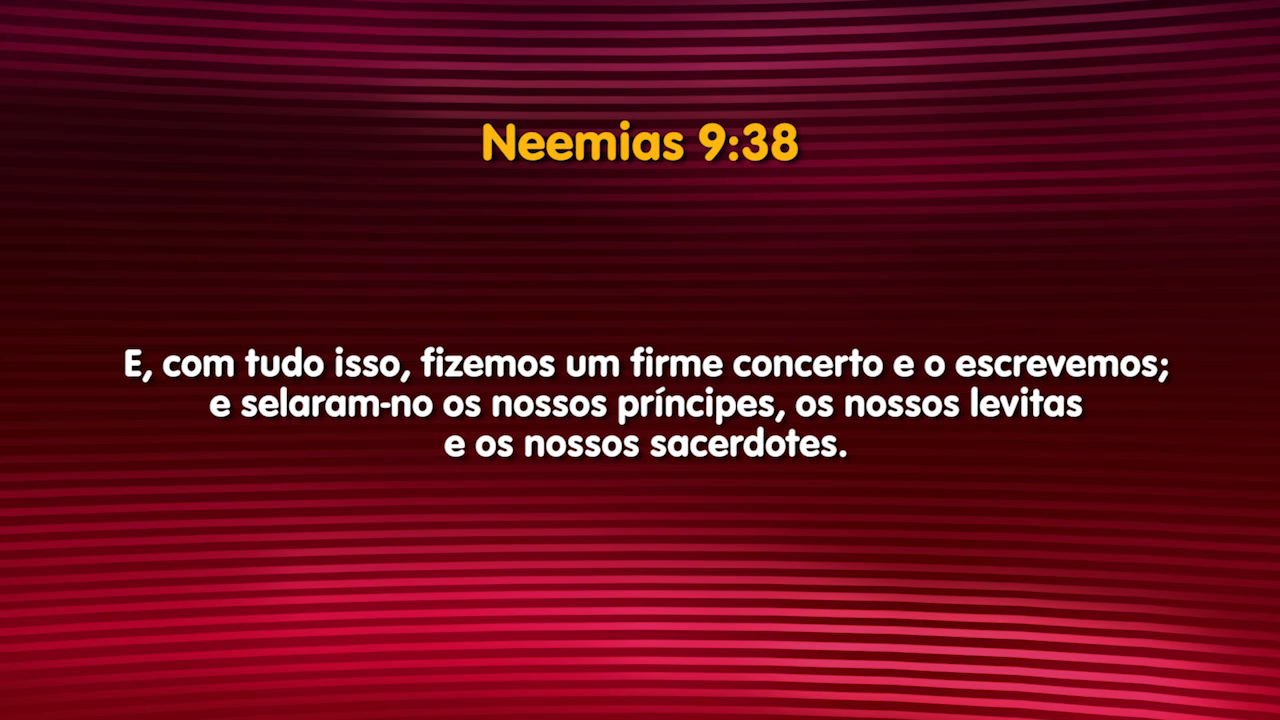 Neemias 9:38
E, com tudo isso, fizemos um firme concerto e o escrevemos;
e selaram-no os nossos príncipes, os nossos levitas
e os nossos sacerdotes.